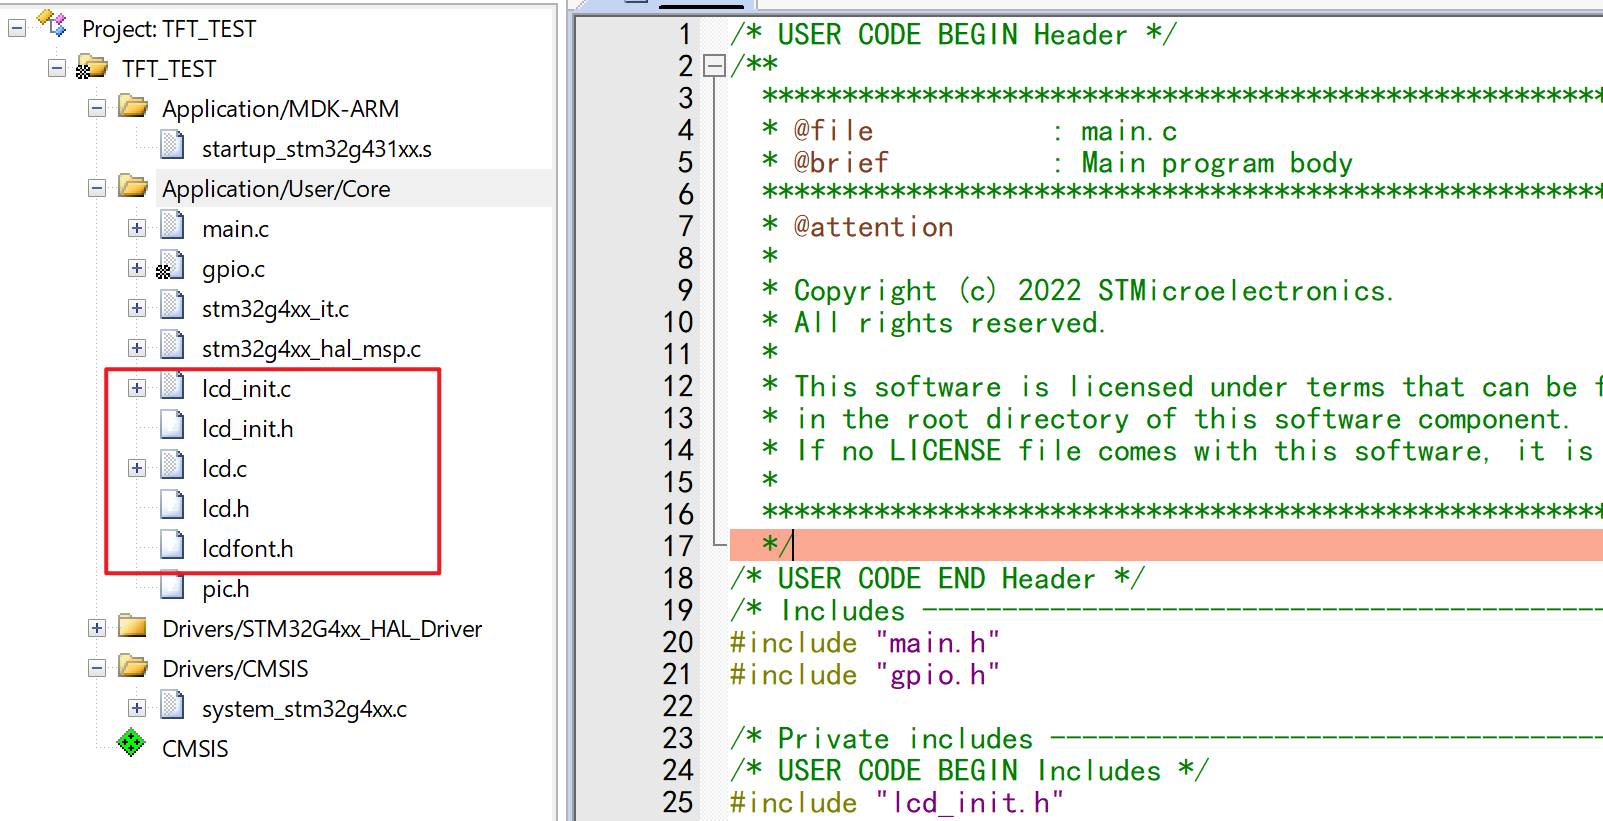 Project: TFT_TEST
TFT_TEST
Application/MDK-ARM
startup_stm32g431xx.s
Application/User/Core
main.c
gpio.c
stm32g4xx_it.c
stm32g4xx_hal_msp.c
lcd_init.c
lcd_init.h
lcd.c
lcd.h
lcdfont.h
pic.h
Drivers/STM32G4xx_HAL_Driver
Drivers/CMSIS
system_stm32g4xx.c
CMSIS
1 /* USER CODE BEGIN Header */
2 /**
3 ******************************************************
4 * @file : main.c
5 * @brief : Main program body
6 ******************************************************
7 * @attention
8 *
9 * Copyright (c) 2022 STMicroelectronics.
10 * All rights reserved.
11 *
12 * This software is licensed under terms that can be f
13 * in the root directory of this software component.
14 * If no LICENSE file comes with this software, it is
15 *
16 ******************************************************
17 */
18 /* USER CODE END Header */
19 /* Includes -------------------------------------------
20 #include "main.h"
21 #include "gpio.h"
22
23 /* Private includes -----------------------------------
24 /* USER CODE BEGIN Includes */
25 #include "lcd_init.h"